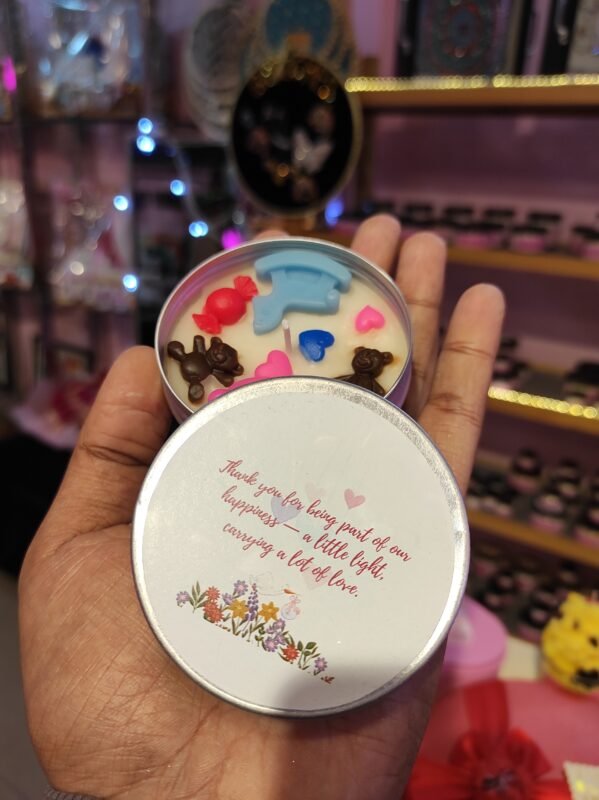 Thank you for being part of our
happiness — a little light,
carrying a lot of love.